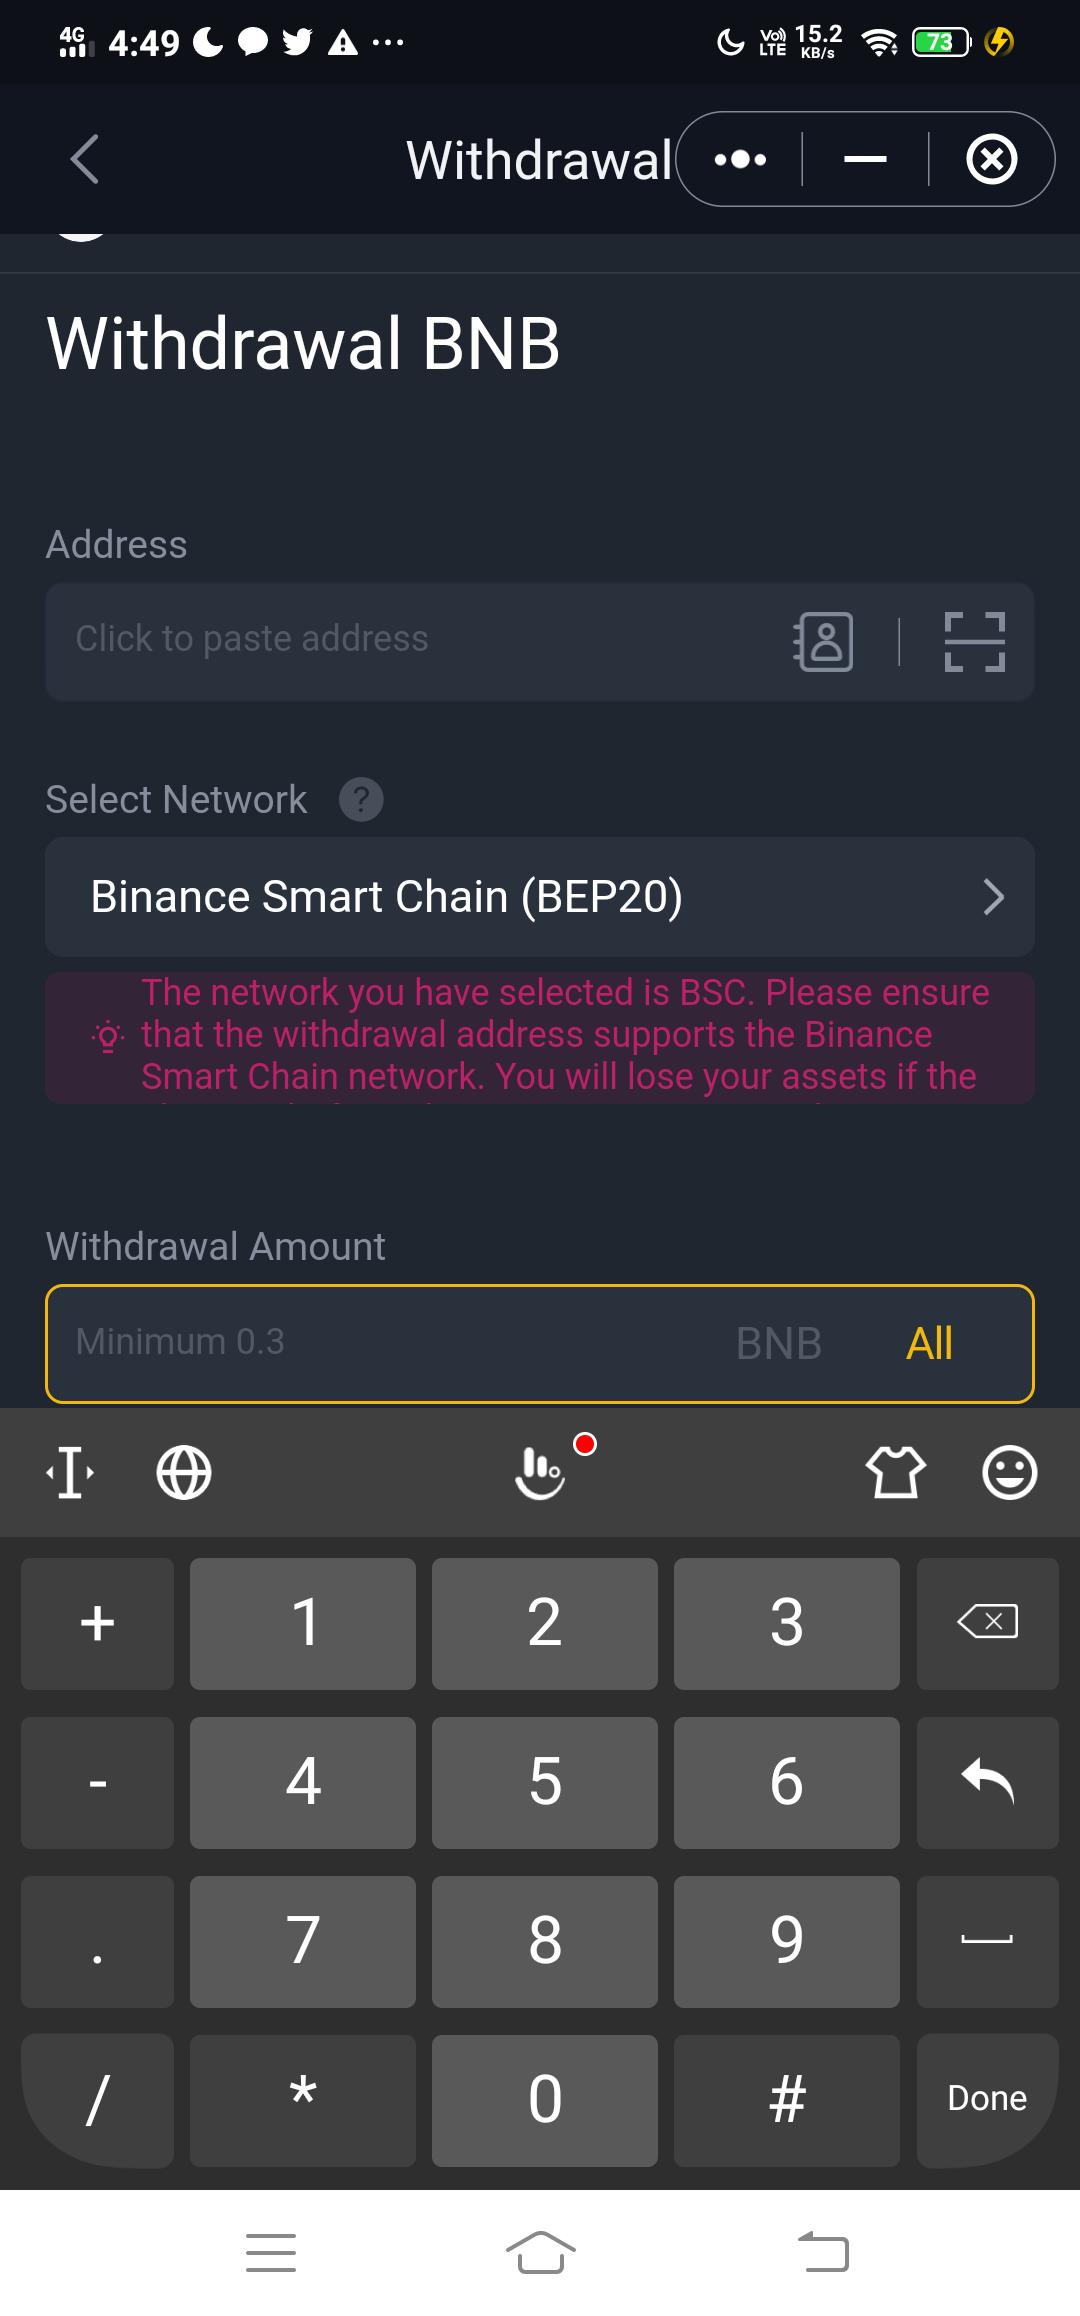 4G 4:49 Vo)) LTE 15.2 KB/s 73
Withdrawal
Withdrawal BNB
Address
Click to paste address
Select Network ?
Binance Smart Chain (BEP20)
The network you have selected is BSC. Please ensure
that the withdrawal address supports the Binance
Smart Chain network. You will lose your assets if the
Withdrawal Amount
Minimum 0.3 BNB All
+ 1 2 3
- 4 5 6
. 7 8 9
/ * 0 # Done